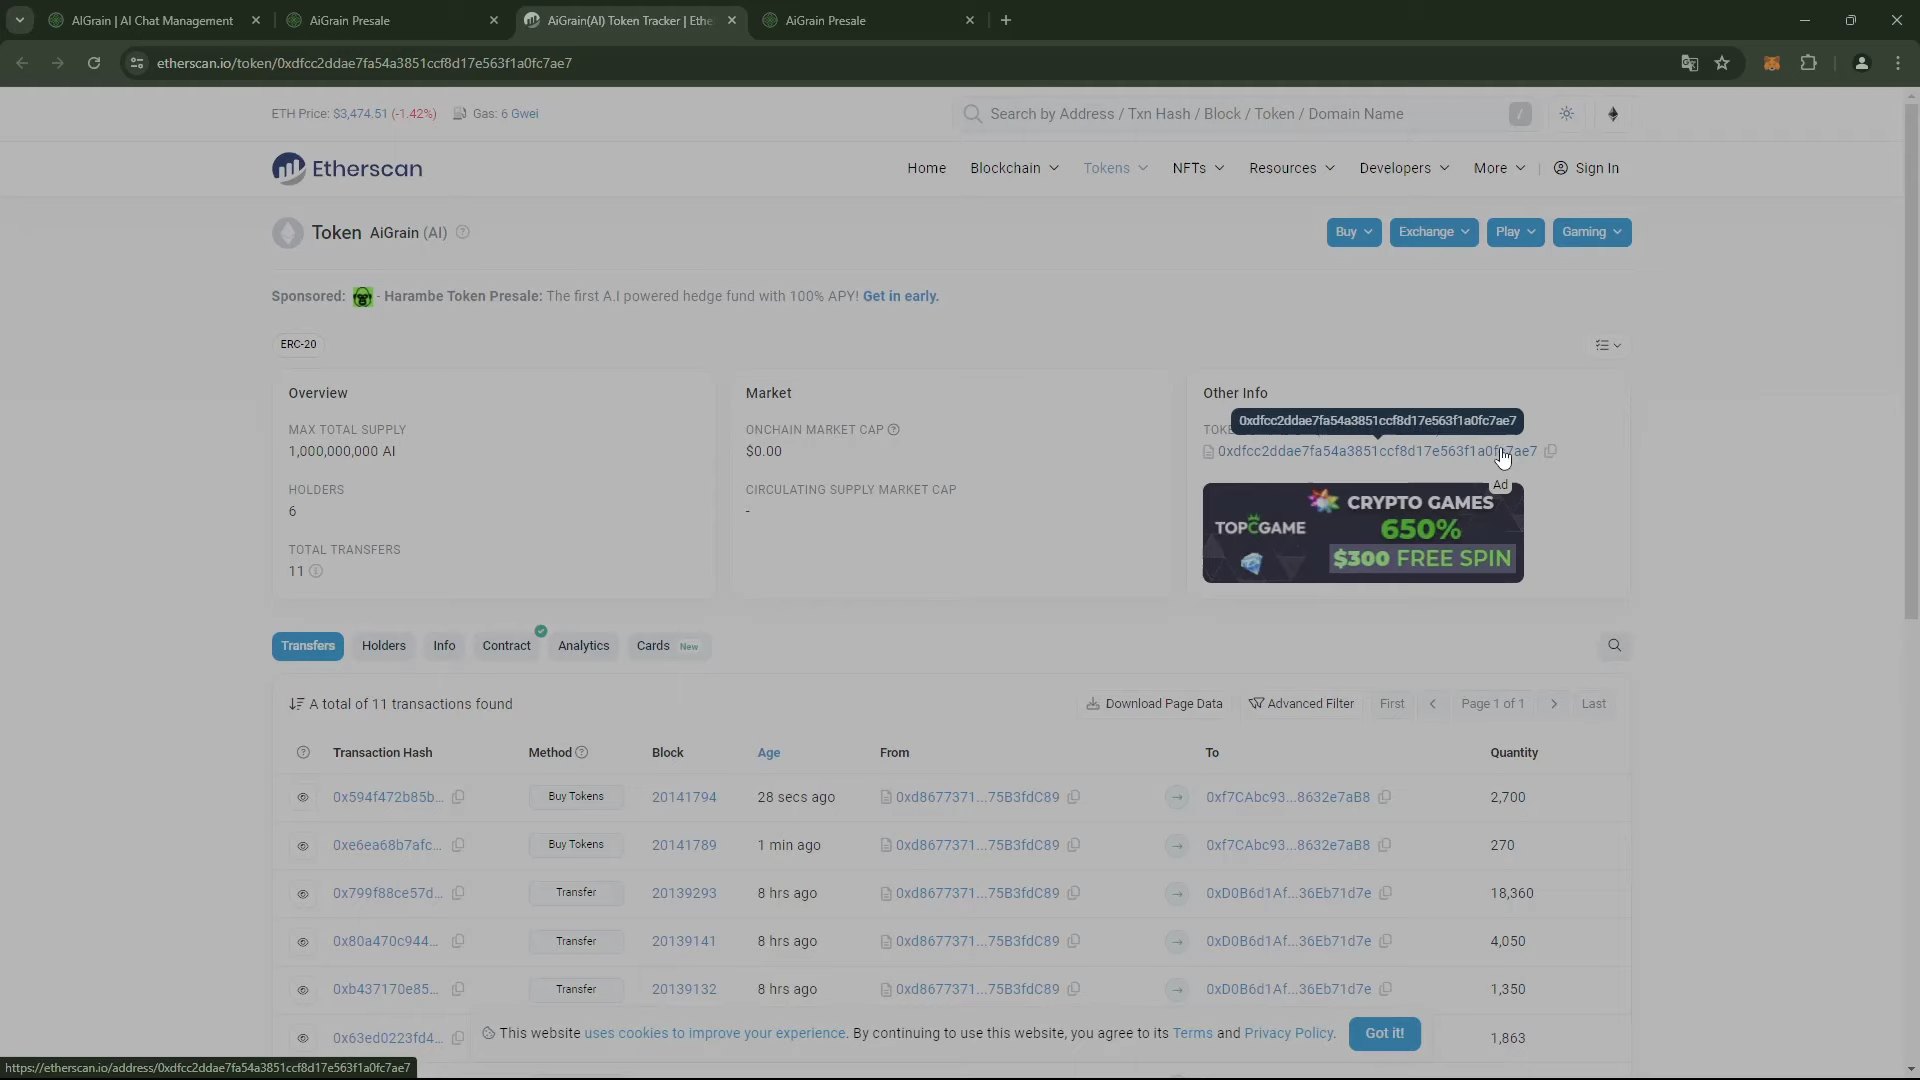 AIGrain | AI Chat Management
AiGrain Presale
AiGrain(AI) Token Tracker | Ethe
AiGrain Presale
etherscan.io/token/0xdfcc2ddae7fa54a3851ccf8d17e563f1a0fc7ae7
ETH Price: $3,474.51 (-1.42%)
Gas: 6 Gwei
Search by Address / Txn Hash / Block / Token / Domain Name
/
Etherscan
Home
Blockchain
Tokens
NFTs
Resources
Developers
More
Sign In
Token AiGrain (AI)
Buy
Exchange
Play
Gaming
Sponsored: - Harambe Token Presale: The first A.I powered hedge fund with 100% APY! Get in early.
ERC-20
Overview
MAX TOTAL SUPPLY
1,000,000,000 AI
HOLDERS
6
TOTAL TRANSFERS
11
Market
ONCHAIN MARKET CAP
$0.00
CIRCULATING SUPPLY MARKET CAP
-
Other Info
0xdfcc2ddae7fa54a3851ccf8d17e563f1a0fc7ae7
0xdfcc2ddae7fa54a3851ccf8d17e563f1a0fc7ae7
Ad
TOPCGAME
CRYPTO GAMES
650%
$300 FREE SPIN
Transfers
Holders
Info
Contract
Analytics
Cards New
A total of 11 transactions found
Download Page Data
Advanced Filter
First
Page 1 of 1
Last
Transaction Hash Method Block Age From To Quantity
0x594f472b85b... Buy Tokens 20141794 28 secs ago 0xd8677371...75B3fdC89 0xf7CAbc93...8632e7aB8 2,700
0xe6ea68b7afc... Buy Tokens 20141789 1 min ago 0xd8677371...75B3fdC89 0xf7CAbc93...8632e7aB8 270
0x799f88ce57d... Transfer 20139293 8 hrs ago 0xd8677371...75B3fdC89 0xD0B6d1Af...36Eb71d7e 18,360
0x80a470c944... Transfer 20139141 8 hrs ago 0xd8677371...75B3fdC89 0xD0B6d1Af...36Eb71d7e 4,050
0xb437170e85... Transfer 20139132 8 hrs ago 0xd8677371...75B3fdC89 0xD0B6d1Af...36Eb71d7e 1,350
0x63ed0223fd4... 1,863
This website uses cookies to improve your experience. By continuing to use this website, you agree to its Terms and Privacy Policy.
Got it!
https://etherscan.io/address/0xdfcc2ddae7fa54a3851ccf8d17e563f1a0fc7ae7